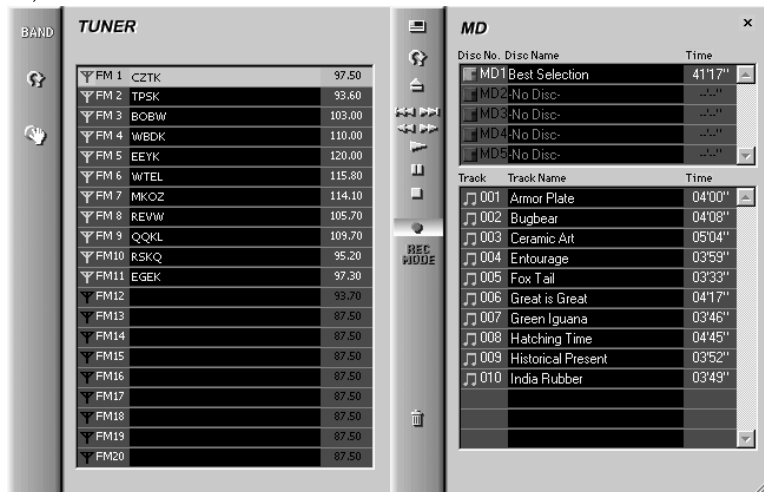 BAND
TUNER
FM 1 CZTK 97.50
FM 2 TPSK 93.60
FM 3 BOBW 103.00
FM 4 WBDK 110.00
FM 5 EEYK 120.00
FM 6 WTEL 115.80
FM 7 MKOZ 114.10
FM 8 REVW 105.70
FM 9 QQKL 109.70
FM10 RSKQ 95.20
FM11 EGEK 97.30
FM12 93.70
FM13 87.50
FM14 87.50
FM15 87.50
FM16 87.50
FM17 87.50
FM18 87.50
FM19 87.50
FM20 87.50
REC
MODE
MD
Disc No. Disc Name Time
MD1 Best Selection 41'17"
MD2 -No Disc- --'--"
MD3 -No Disc- --'--"
MD4 -No Disc- --'--"
MD5 -No Disc- --'--"
Track Track Name Time
001 Armor Plate 04'00"
002 Bugbear 04'08"
003 Ceramic Art 05'04"
004 Entourage 03'59"
005 Fox Tail 03'33"
006 Great is Great 04'17"
007 Green Iguana 03'46"
008 Hatching Time 04'45"
009 Historical Present 03'52"
010 India Rubber 03'49"